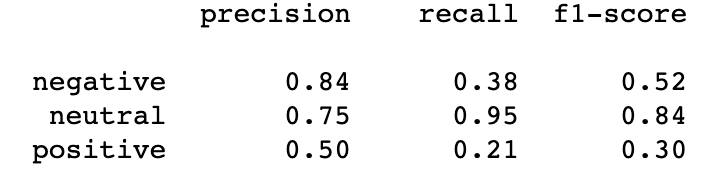 precision recall f1-score
negative 0.84 0.38 0.52
neutral 0.75 0.95 0.84
positive 0.50 0.21 0.30